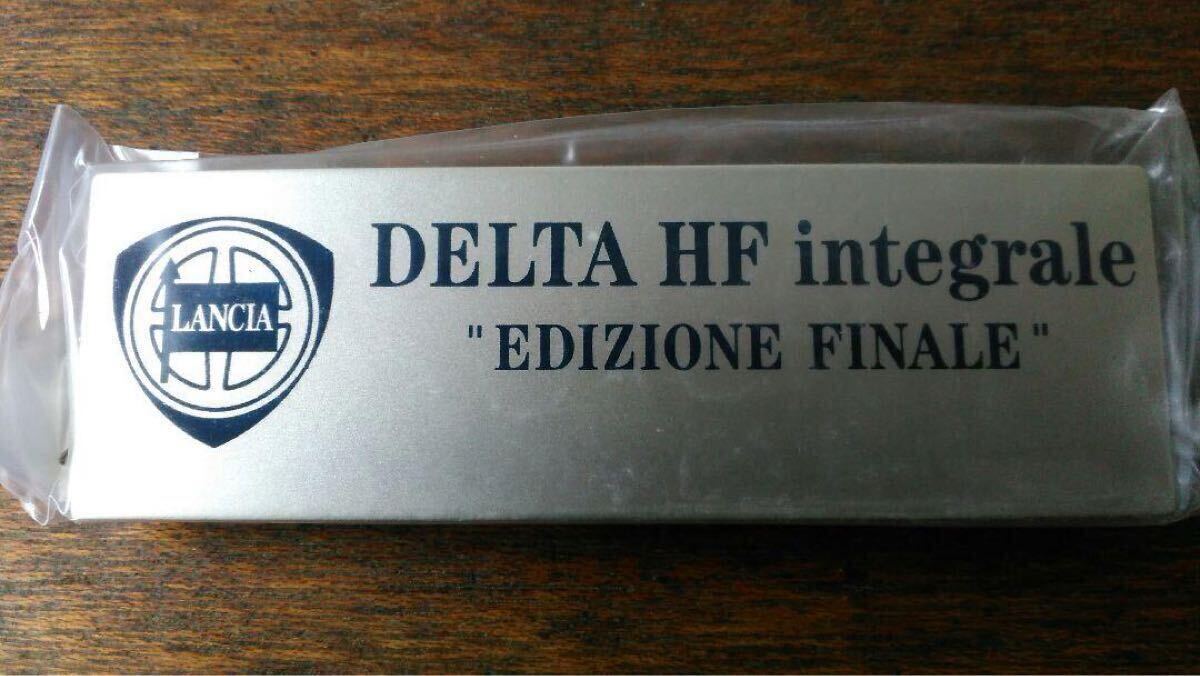 LANCIA
DELTA HF integrale
"EDIZIONE FINALE"